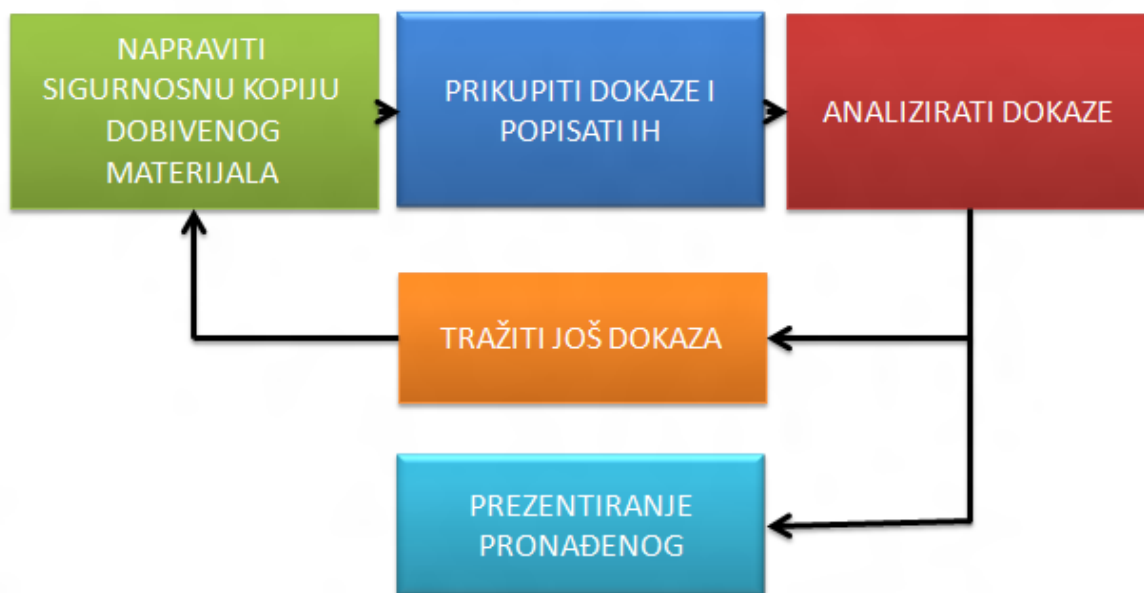 NAPRAVITI
SIGURNOSNU KOPIJU
DOBIVENOG
MATERIJALA
PRIKUPITI DOKAZE I
POPISATI IH
ANALIZIRATI DOKAZE
TRAŽITI JOŠ DOKAZA
PREZENTIRANJE
PRONAĐENOG